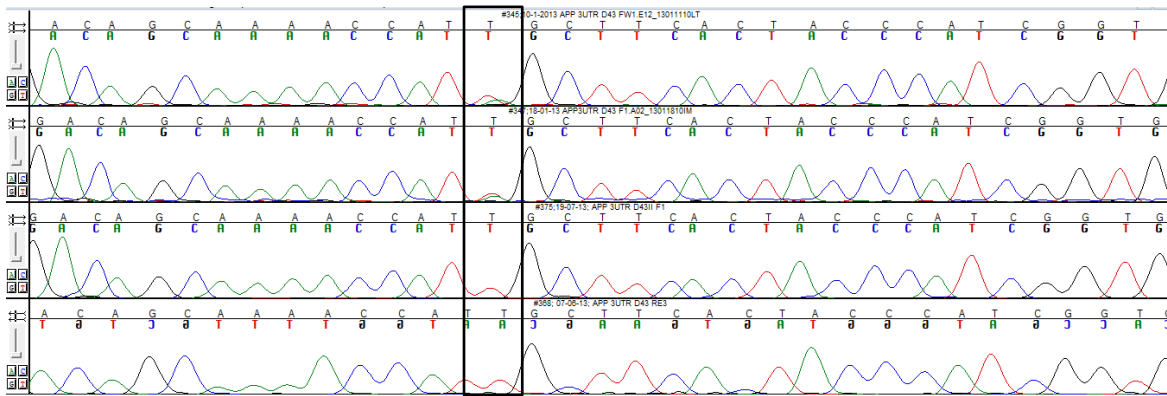 #345;10-1-2013 APP 3UTR D43 FW1.E12_13011110LT
A C A G C A A A A C C A T T G C T T C A C T A C C C A T C G G T
A C A G C A A A A C C A T T G C T T C A C T A C C C A T C G G T
A C
G T
18-01-13 APP3UTR D43 F1.A02_13011810IM
G A C A G C A A A A C C A T T G C T T C A C T A C C C A T C G G T G
G A C A G C A A A A C C A T T G C T T C A C T A C C C A T C G G T G
A C
G T
#375;19-07-13; APP 3UTR D43II F1
G A C A G C A A A A C C A T T G C T T C A C T A C C C A T C G G T G
G A C A G C A A A A C C A T T G C T T C A C T A C C C A T C G G T G
A C
G T
#368; 07-06-13; APP 3UTR D43 RE3
A C A G C A A A A C C A T T G C T T C A C T A C C C A T C G G T
T G T C G T T T T G G T A A C G A A G T G A T G G G T A G C C A
A C
G T